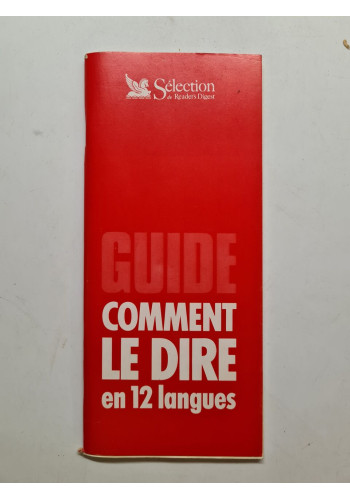 Sélection
du Reader's Digest
GUIDE
COMMENT
LE DIRE
en 12 langues